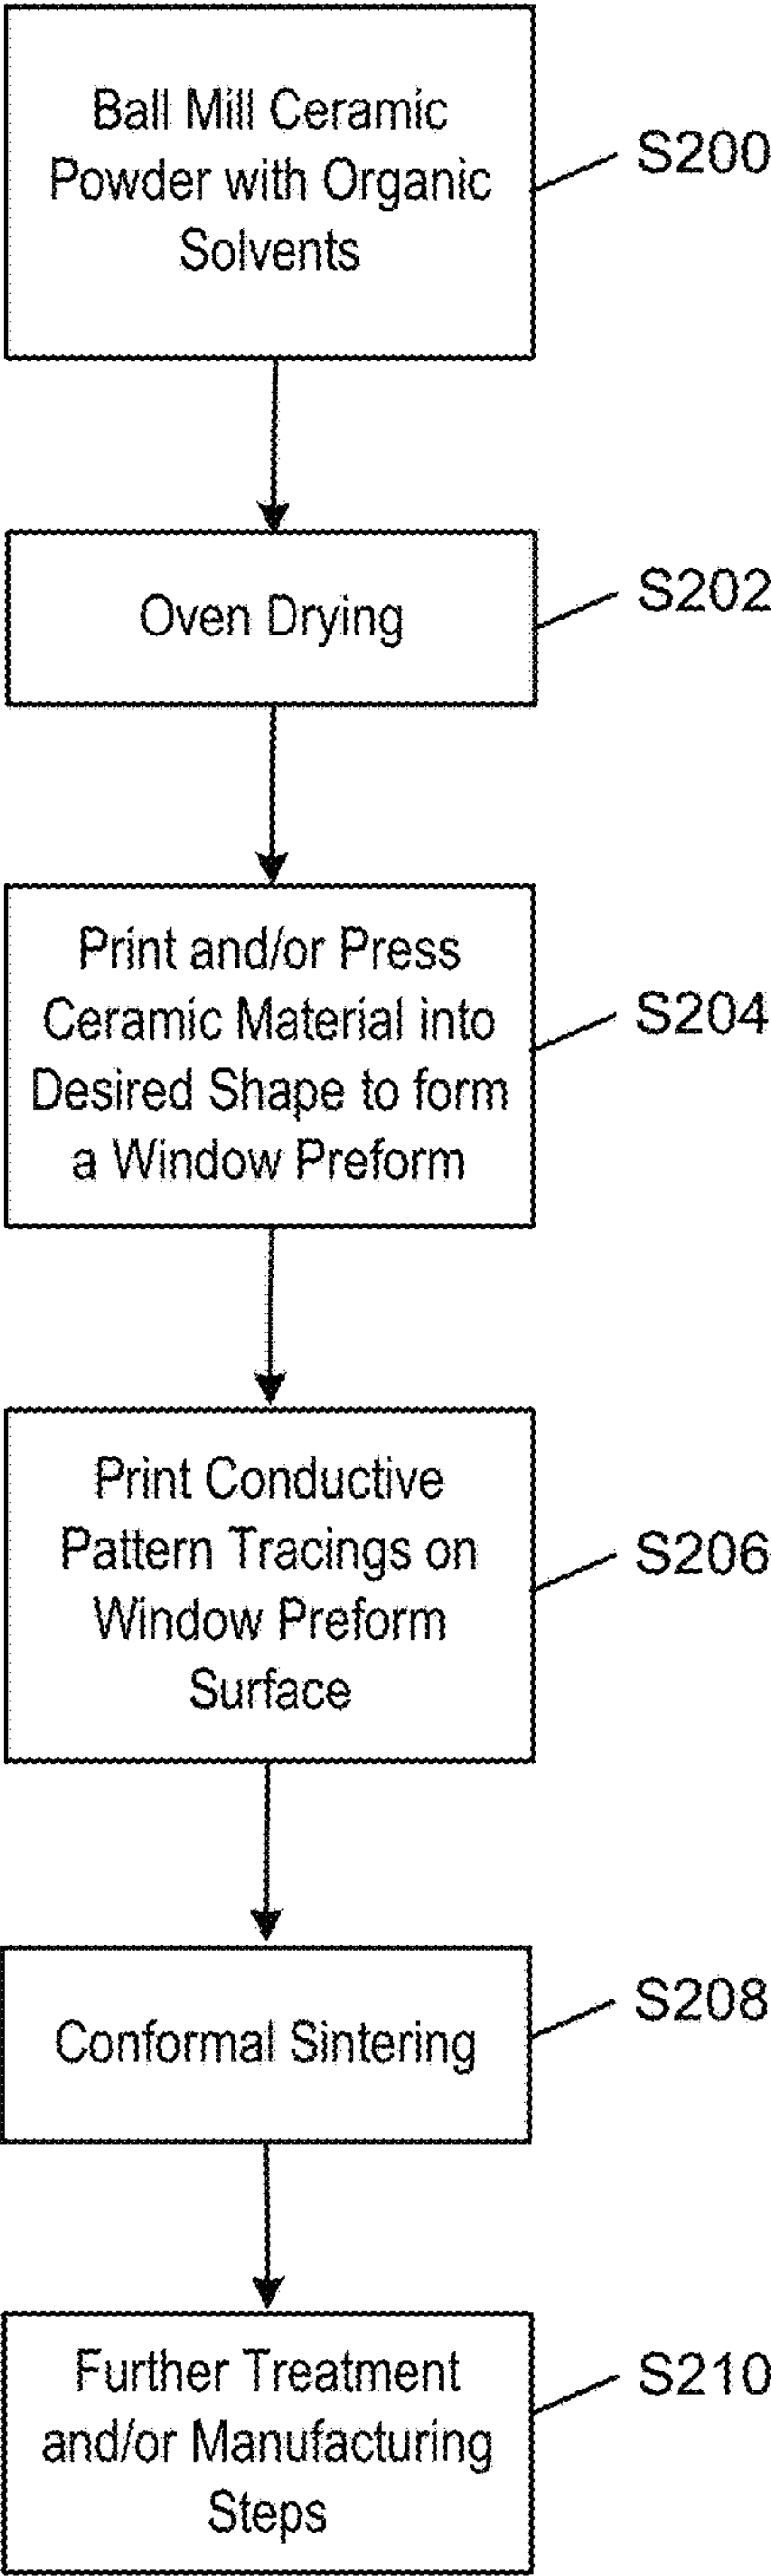 Ball Mill Ceramic
Powder with Organic
Solvents
S200
Oven Drying
S202
Print and/or Press
Ceramic Material into
Desired Shape to form
a Window Preform
S204
Print Conductive
Pattern Tracings on
Window Preform
Surface
S206
Conformal Sintering
S208
Further Treatment
and/or Manufacturing
Steps
S210